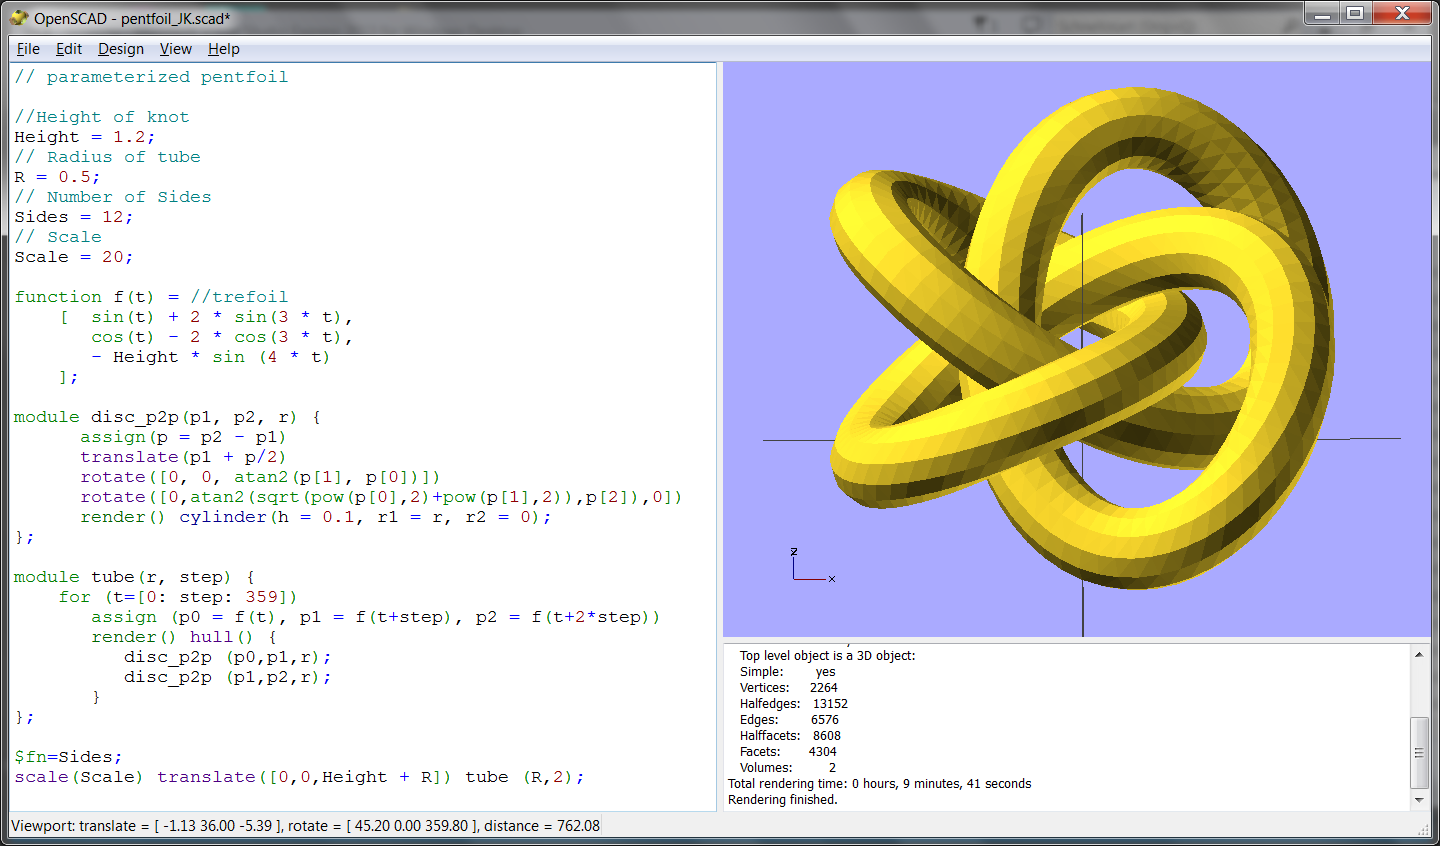 OpenSCAD - pentfoil_JK.scad*
File Edit Design View Help
// parameterized pentfoil
//Height of knot
Height = 1.2;
// Radius of tube
R = 0.5;
// Number of Sides
Sides = 12;
// Scale
Scale = 20;
function f(t) = //trefoil
[ sin(t) + 2 * sin(3 * t),
cos(t) - 2 * cos(3 * t),
- Height * sin (4 * t)
];
module disc_p2p(p1, p2, r) {
assign(p = p2 - p1)
translate(p1 + p/2)
rotate([0, 0, atan2(p[1], p[0])])
rotate([0,atan2(sqrt(pow(p[0],2)+pow(p[1],2)),p[2]),0])
render() cylinder(h = 0.1, r1 = r, r2 = 0);
};
module tube(r, step) {
for (t=[0: step: 359])
assign (p0 = f(t), p1 = f(t+step), p2 = f(t+2*step))
render() hull() {
disc_p2p (p0,p1,r);
disc_p2p (p1,p2,r);
}
};
$fn=Sides;
scale(Scale) translate([0,0,Height + R]) tube (R,2);
z
x
Top level object is a 3D object:
Simple: yes
Vertices: 2264
Halfedges: 13152
Edges: 6576
Halffacets: 8608
Facets: 4304
Volumes: 2
Total rendering time: 0 hours, 9 minutes, 41 seconds
Rendering finished.
Viewport: translate = [ -1.13 36.00 -5.39 ], rotate = [ 45.20 0.00 359.80 ], distance = 762.08